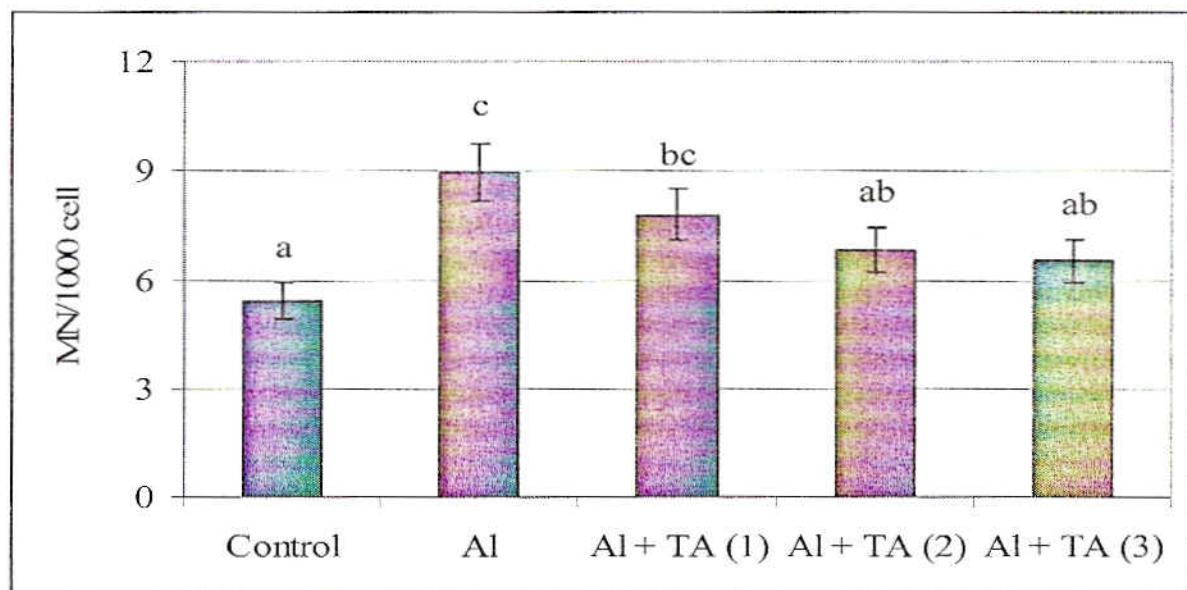 12
c
9
bc
ab
ab
MN/1000 cell
6
a
3
0
Control
Al
Al + TA (1)
Al + TA (2)
Al + TA (3)